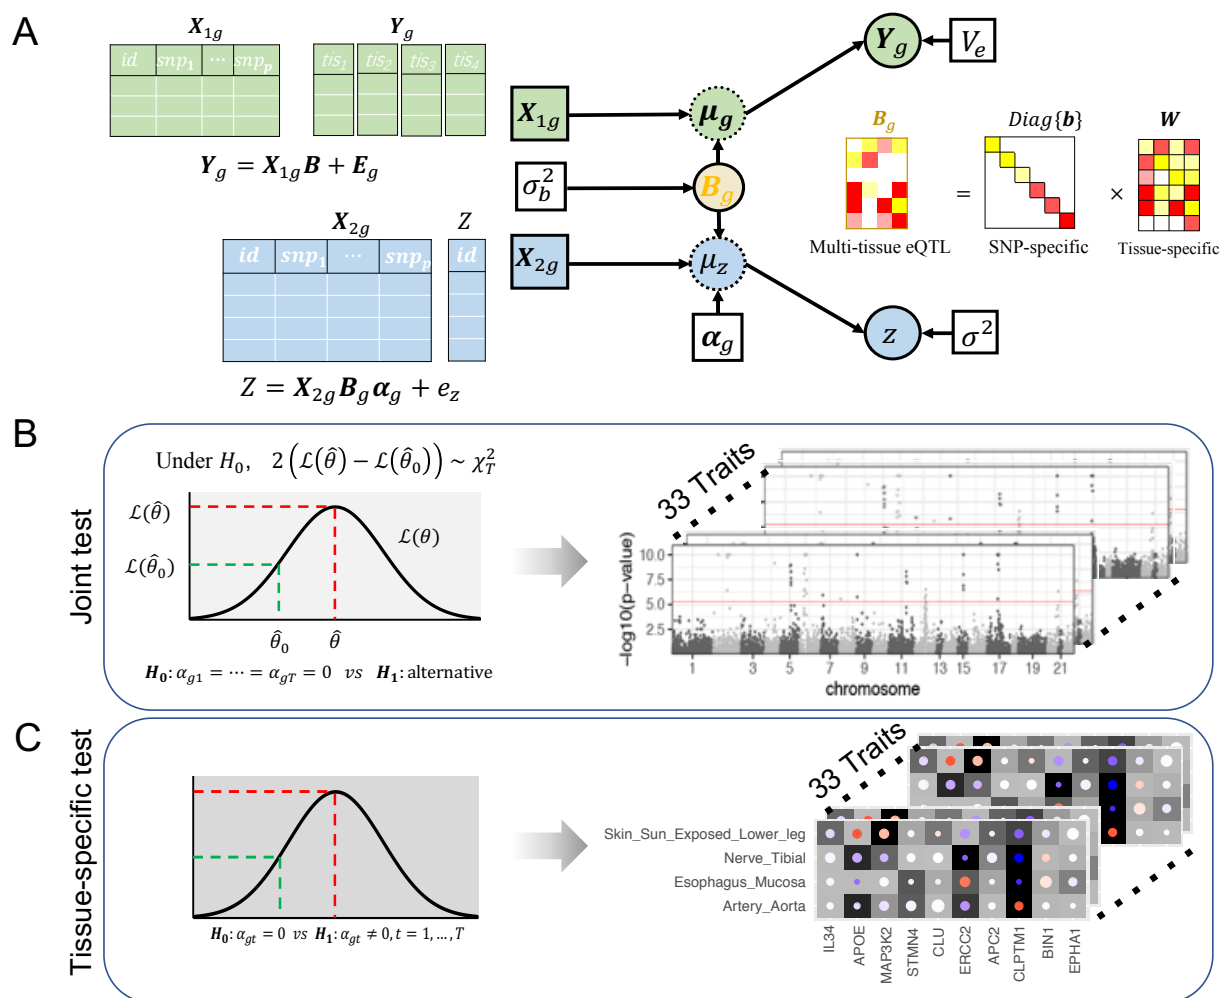 A
X1g
Yg
id snp1 ⋯ snpp
tis1 tis2 tis3 tis4
Yg = X1gB + Eg
X2g
Z
id snp1 ⋯ snpp
id
Z = X2gBgαg + ez
X1g
μg
Yg
Ve
σb²
Bg
X2g
μz
αg
z
σ²
Bg
Diag{b}
W
=
×
Multi-tissue eQTL
SNP-specific
Tissue-specific
B
Joint test
Under H0, 2(ℒ(θ̂) − ℒ(θ̂0)) ~ χT²
ℒ(θ̂)
ℒ(θ̂0)
ℒ(θ)
θ̂0
θ̂
H0: αg1 = ⋯ = αgT = 0 vs H1: alternative
33 Traits
−log10(p−value)
10.0
7.5
5.0
2.5
1 3 5 7 9 11 13 15 17 19 21
chromosome
C
Tissue-specific test
H0: αgt = 0 vs H1: αgt ≠ 0, t = 1, …, T
33 Traits
Skin_Sun_Exposed_Lower_leg
Nerve_Tibial
Esophagus_Mucosa
Artery_Aorta
IL34
APOE
MAP3K2
STMN4
CLU
ERCC2
APC2
CLPTM1
BIN1
EPHA1